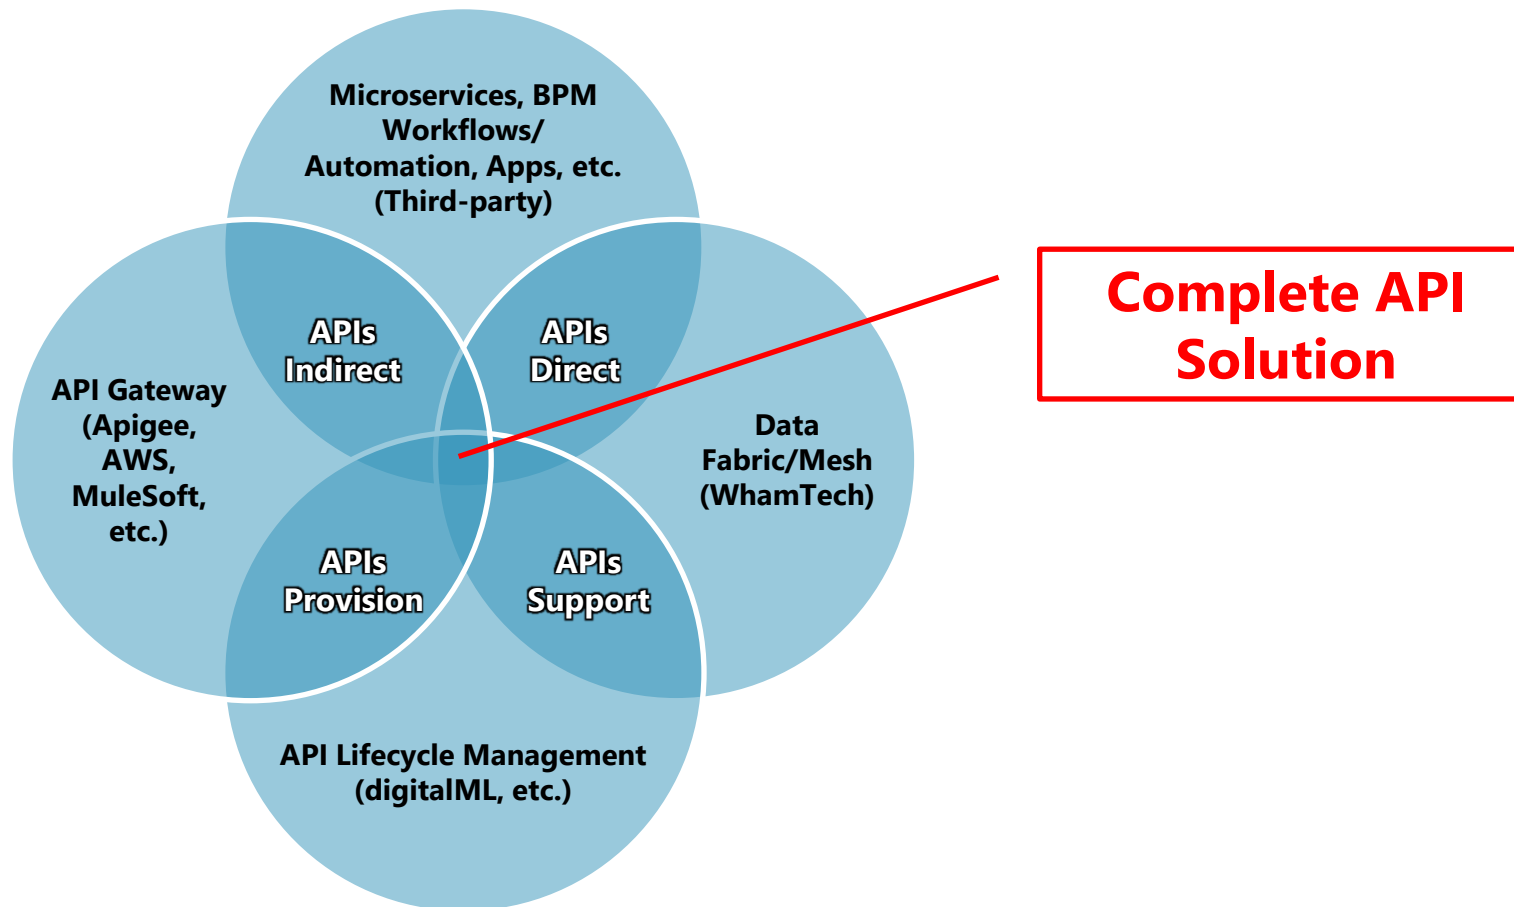 Microservices, BPM
Workflows/
Automation, Apps, etc.
(Third-party)
APIs
Indirect
APIs
Direct
Complete API
Solution
API Gateway
(Apigee,
AWS,
MuleSoft,
etc.)
Data
Fabric/Mesh
(WhamTech)
APIs
Provision
APIs
Support
API Lifecycle Management
(digitalML, etc.)